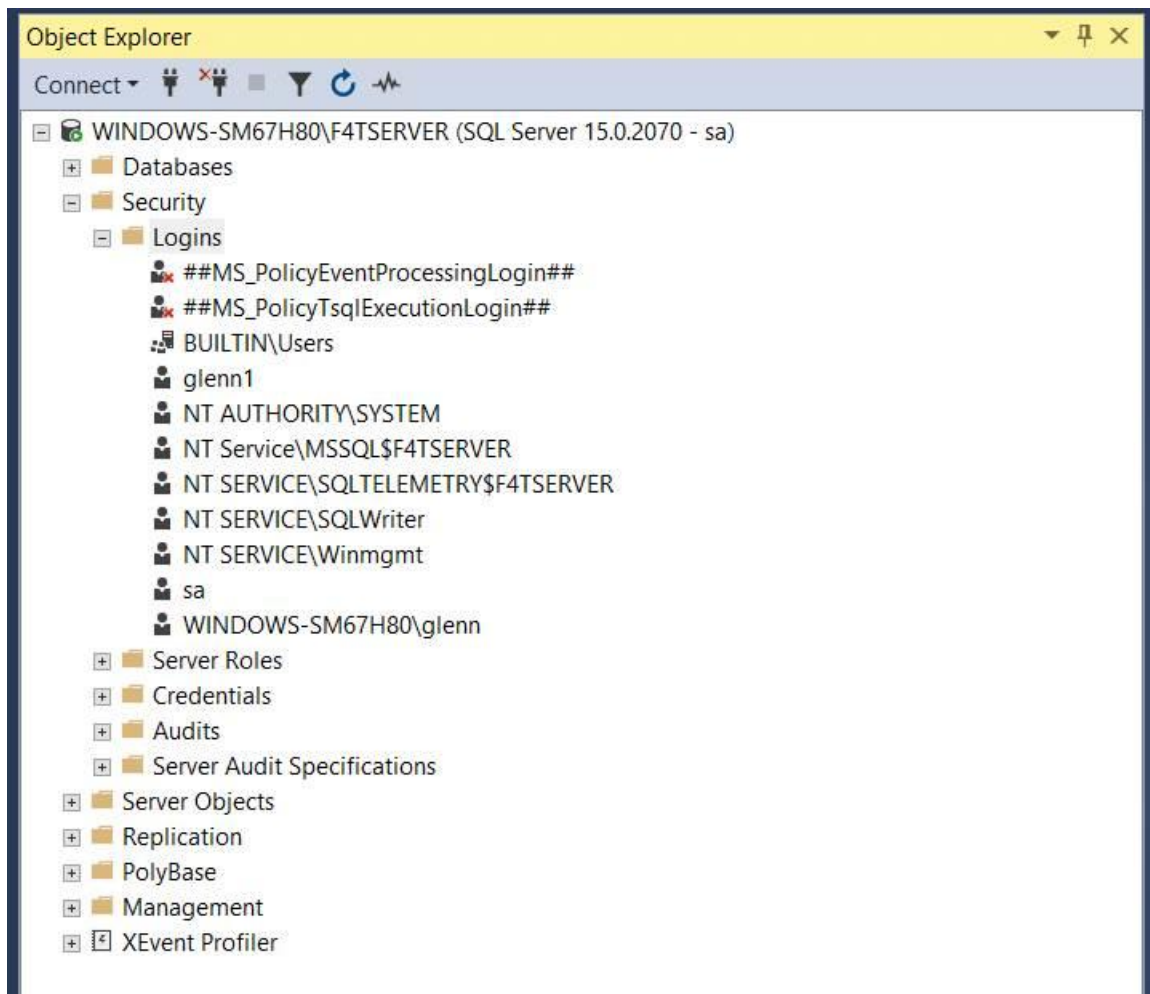 Object Explorer
Connect
WINDOWS-SM67H80\F4TSERVER (SQL Server 15.0.2070 - sa)
Databases
Security
Logins
##MS_PolicyEventProcessingLogin##
##MS_PolicyTsqlExecutionLogin##
BUILTIN\Users
glenn1
NT AUTHORITY\SYSTEM
NT Service\MSSQL$F4TSERVER
NT SERVICE\SQLTELEMETRY$F4TSERVER
NT SERVICE\SQLWriter
NT SERVICE\Winmgmt
sa
WINDOWS-SM67H80\glenn
Server Roles
Credentials
Audits
Server Audit Specifications
Server Objects
Replication
PolyBase
Management
XEvent Profiler